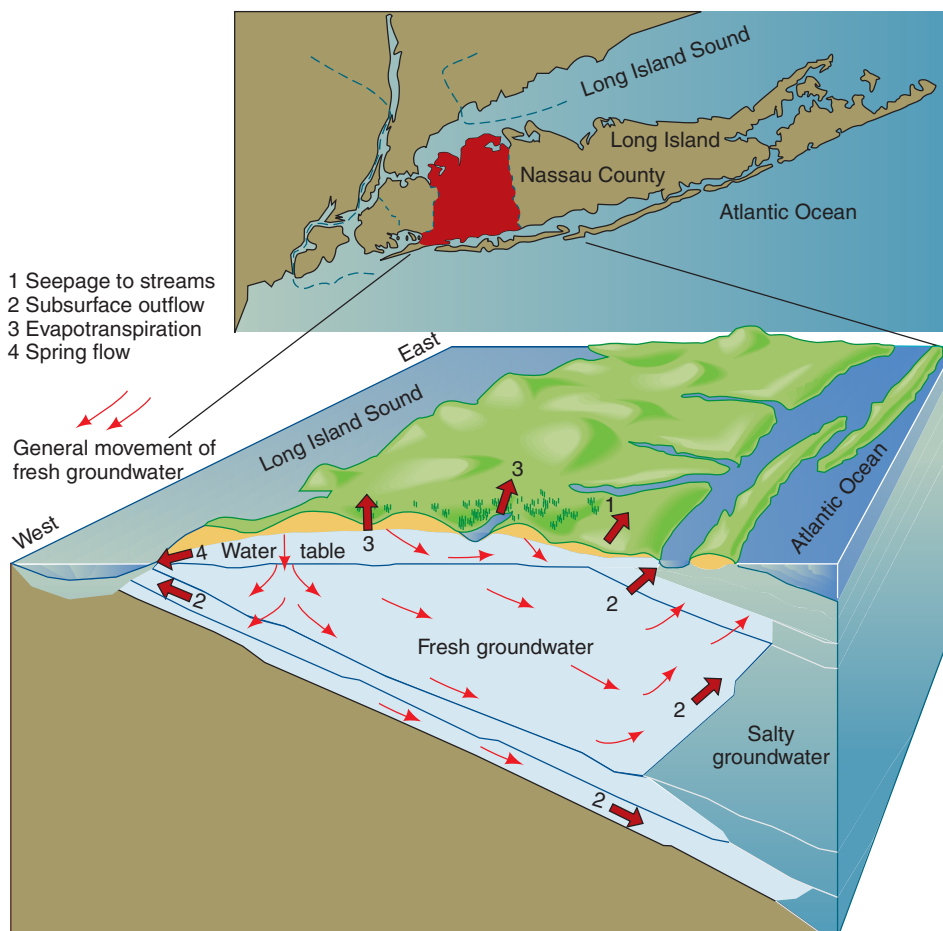 Long Island Sound
Long Island
Nassau County
Atlantic Ocean
1 Seepage to streams
2 Subsurface outflow
3 Evapotranspiration
4 Spring flow
General movement of
fresh groundwater
East
Long Island Sound
West
Atlantic Ocean
3
1
3
4
Water table
2
2
Fresh groundwater
2
Salty
groundwater
2